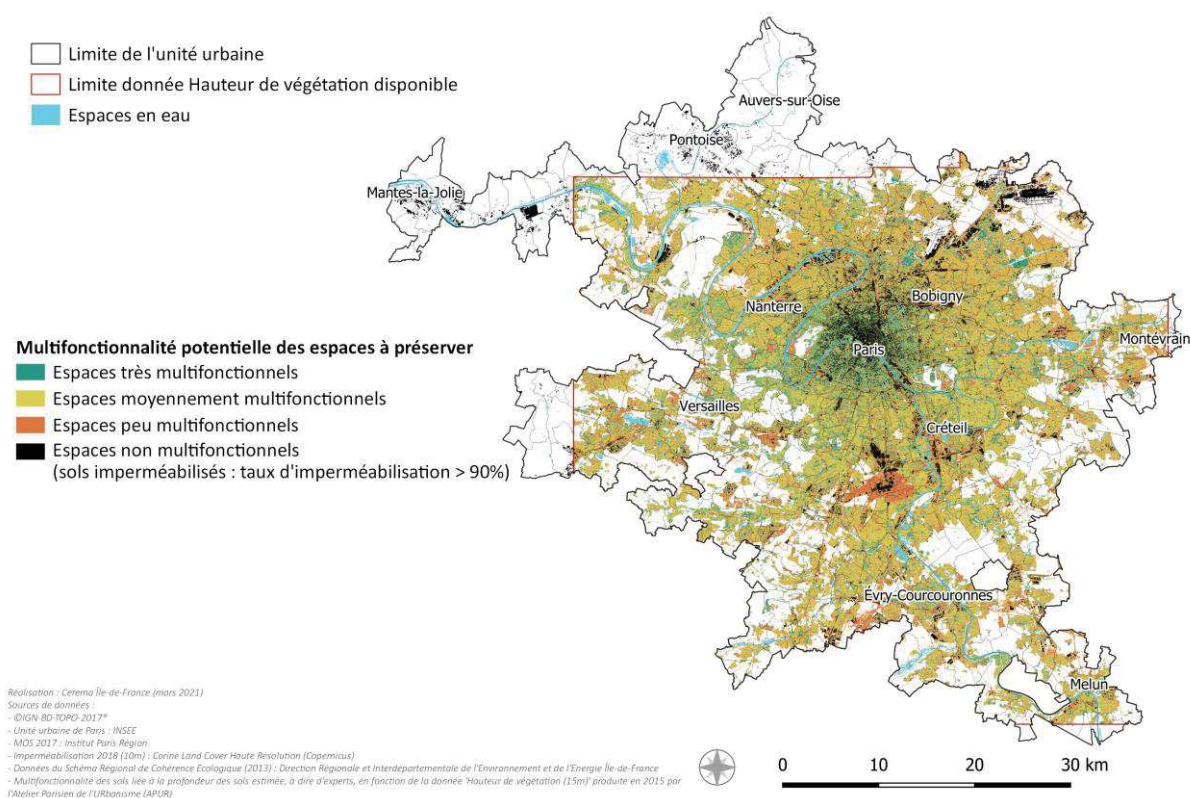 Limite de l'unité urbaine
Limite donnée Hauteur de végétation disponible
Espaces en eau
Auvers-sur-Oise
Pontoise
Mantes-la-Jolie
Nanterre
Bobigny
Paris
Montévrain
Versailles
Créteil
Évry-Courcouronnes
Melun
Multifonctionnalité potentielle des espaces à préserver
Espaces très multifonctionnels
Espaces moyennement multifonctionnels
Espaces peu multifonctionnels
Espaces non multifonctionnels
(sols imperméabilisés : taux d'imperméabilisation > 90%)
Réalisation : Cerema Île-de-France (mars 2021)
Sources de données :
- ©IGN-BD-TOPO-2017®
- Unité urbaine de Paris : INSEE
- MOS 2017 : Institut Paris Région
- Imperméabilisation 2018 (10m) : Corine Land Cover Haute Résolution (Copernicus)
- Données du Schéma Régional de Cohérence Ecologique (2013) : Direction Régionale et Interdépartementale de l'Environnement et de l'Energie Île-de-France
- Multifonctionnalité des sols liée à la profondeur des sols estimée, à dire d'experts, en fonction de la donnée 'Hauteur de végétation (15m)' produite en 2015 par
l'Atelier Parisien de l'URbanisme (APUR)
0 10 20 30 km